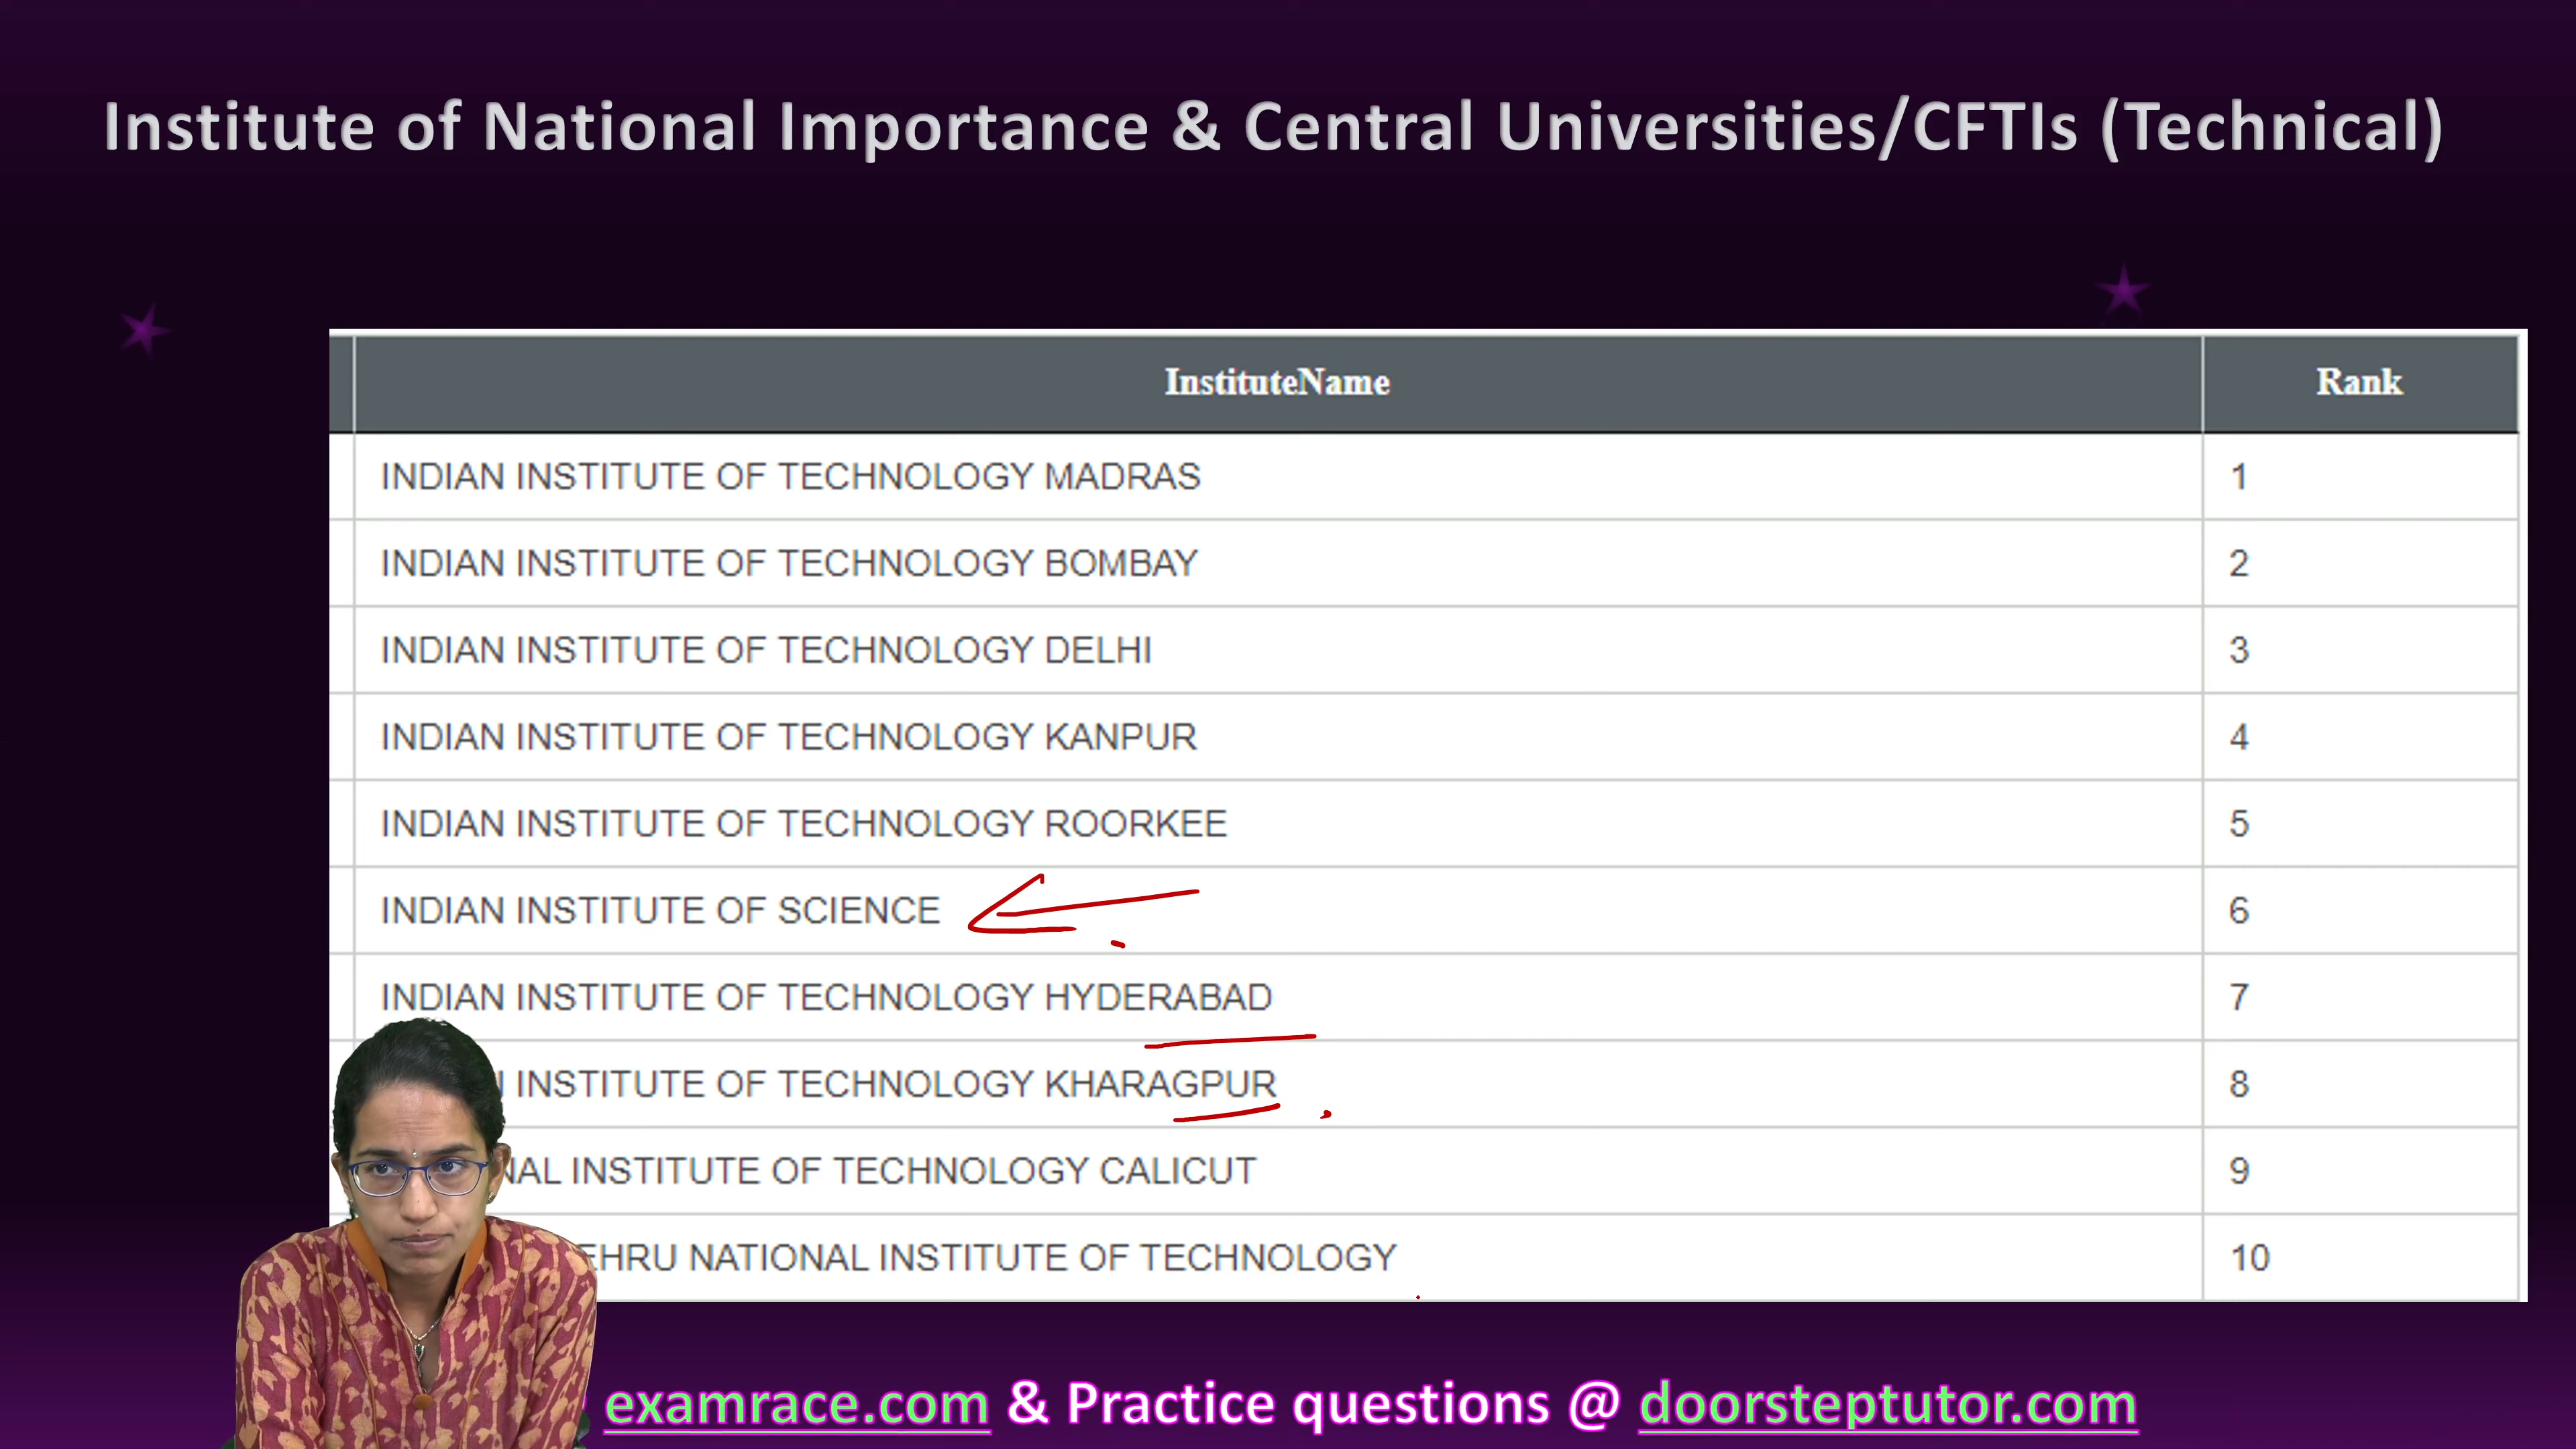 Institute of National Importance & Central Universities/CFTIs (Technical)
InstituteName Rank
INDIAN INSTITUTE OF TECHNOLOGY MADRAS 1
INDIAN INSTITUTE OF TECHNOLOGY BOMBAY 2
INDIAN INSTITUTE OF TECHNOLOGY DELHI 3
INDIAN INSTITUTE OF TECHNOLOGY KANPUR 4
INDIAN INSTITUTE OF TECHNOLOGY ROORKEE 5
INDIAN INSTITUTE OF SCIENCE 6
INDIAN INSTITUTE OF TECHNOLOGY HYDERABAD 7
INSTITUTE OF TECHNOLOGY KHARAGPUR 8
INSTITUTE OF TECHNOLOGY CALICUT 9
NATIONAL INSTITUTE OF TECHNOLOGY 10
examrace.com & Practice questions @ doorsteptutor.com